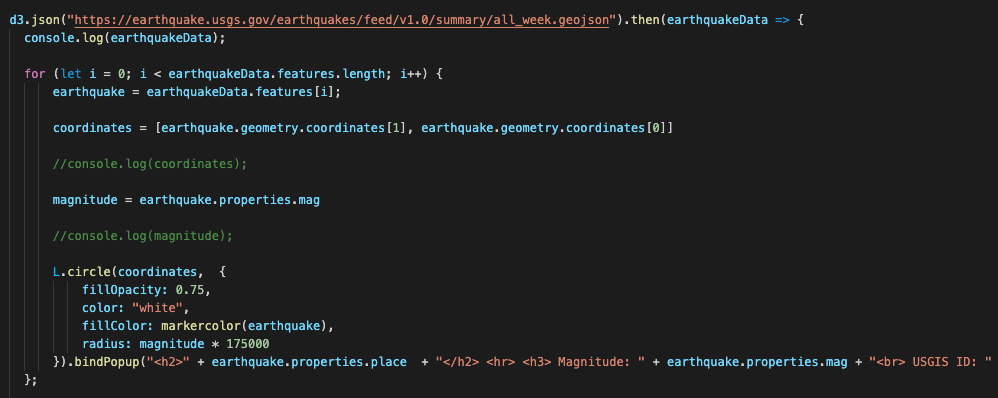 d3.json("https://earthquake.usgs.gov/earthquakes/feed/v1.0/summary/all_week.geojson").then(earthquakeData => {
console.log(earthquakeData);
for (let i = 0; i < earthquakeData.features.length; i++) {
earthquake = earthquakeData.features[i];
coordinates = [earthquake.geometry.coordinates[1], earthquake.geometry.coordinates[0]]
//console.log(coordinates);
magnitude = earthquake.properties.mag
//console.log(magnitude);
L.circle(coordinates,  {
fillOpacity: 0.75,
color: "white",
fillColor: markercolor(earthquake),
radius: magnitude * 175000
}).bindPopup("<h2>" + earthquake.properties.place  + "</h2> <hr> <h3> Magnitude: " + earthquake.properties.mag + "<br> USGIS ID: "
};